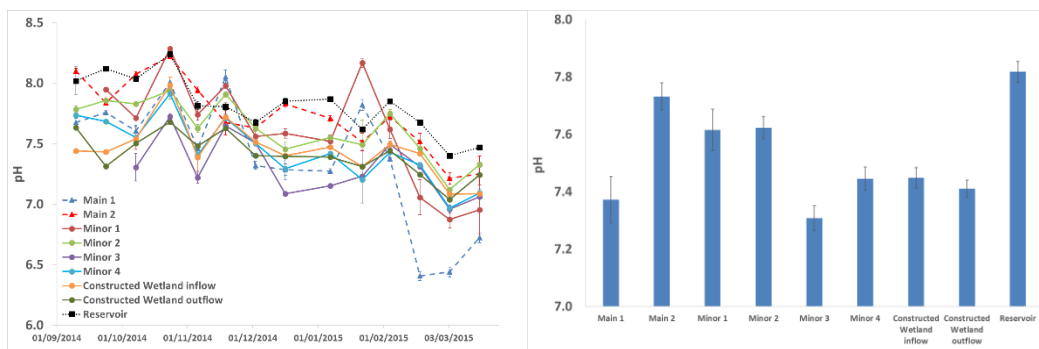 8.5
8.0
7.5
7.0
6.5
6.0
pH
Main 1
Main 2
Minor 1
Minor 2
Minor 3
Minor 4
Constructed Wetland inflow
Constructed Wetland outflow
Reservoir
01/09/2014 01/10/2014 01/11/2014 01/12/2014 01/01/2015 01/02/2015 03/03/2015
8.0
7.8
7.6
7.4
7.2
7.0
pH
Main 1 Main 2 Minor 1 Minor 2 Minor 3 Minor 4 Constructed Constructed Reservoir
Wetland Wetland
inflow outflow